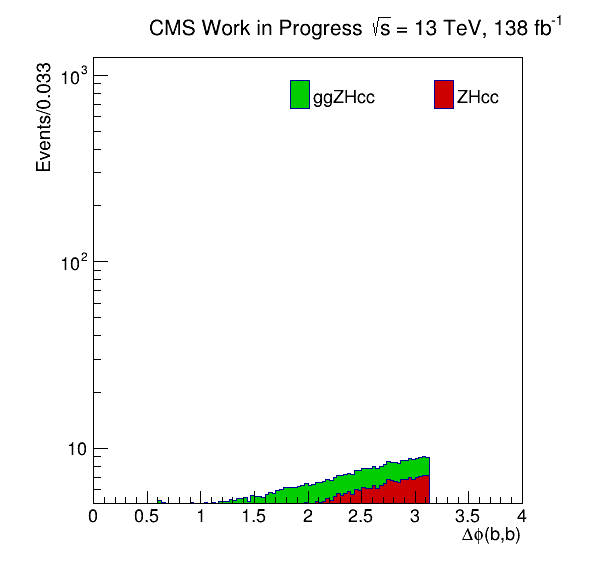 CMS Work in Progress √s = 13 TeV, 138 fb⁻¹
Events/0.033
10³
10²
10
ggZHcc
ZHcc
0 0.5 1 1.5 2 2.5 3 3.5 4
Δϕ(b,b)